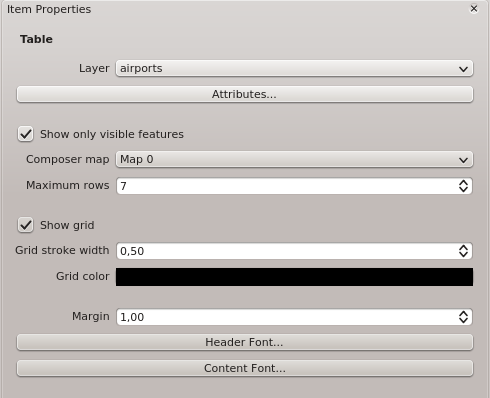 Item Properties
Table
Layer airports
Attributes...
Show only visible features
Composer map Map 0
Maximum rows 7
Show grid
Grid stroke width 0,50
Grid color
Margin 1,00
Header Font...
Content Font...